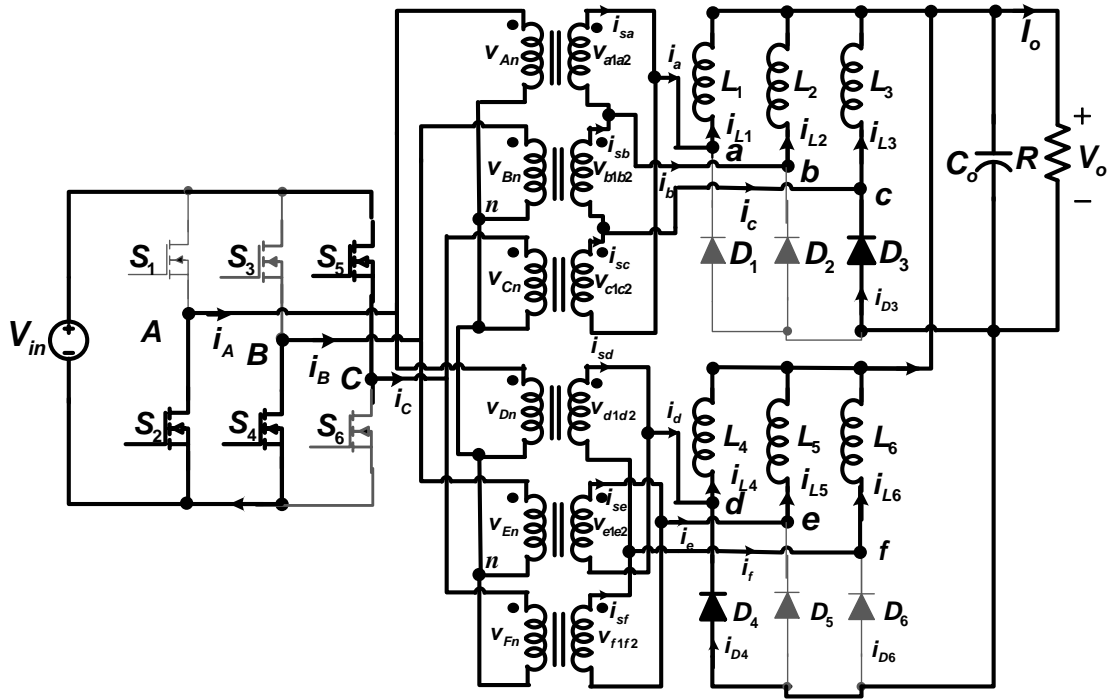 V_in
S_1
S_3
S_5
A
i_A
B
i_B
C
i_C
S_2
S_4
S_6
v_An
v_a1a2
i_sa
v_Bn
v_b1b2
i_sb
n
v_Cn
v_c1c2
i_sc
i_a
i_b
i_c
L_1
L_2
L_3
i_L1
i_L2
i_L3
a
b
c
D_1
D_2
D_3
i_D3
I_o
C_o
R
+
V_o
−
v_Dn
v_d1d2
i_sd
v_En
v_e1e2
i_se
n
v_Fn
v_f1f2
i_sf
i_d
i_e
i_f
L_4
L_5
L_6
i_L4
i_L5
i_L6
d
e
f
D_4
D_5
D_6
i_D4
i_D6